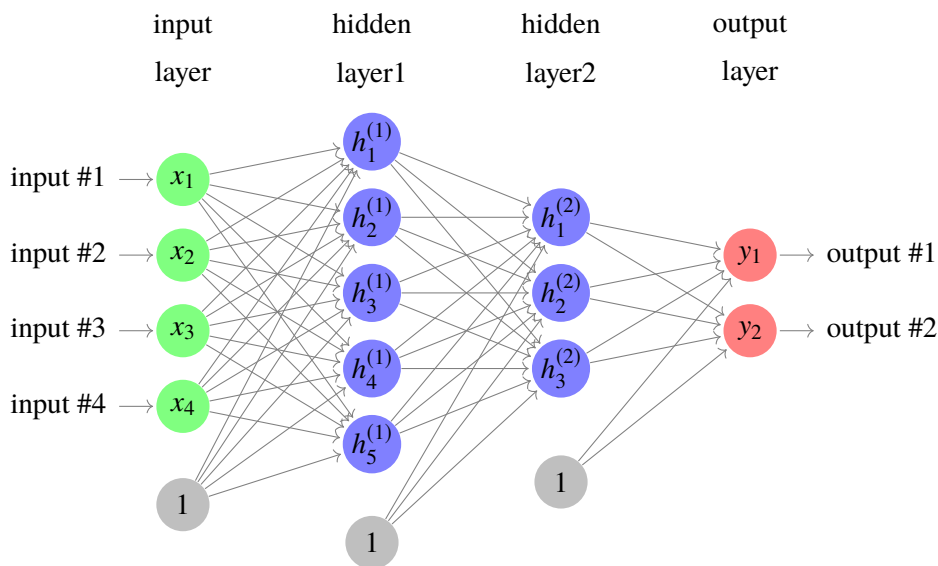 input hidden hidden output
layer layer1 layer2 layer
h₁⁽¹⁾
input #1 x₁
h₂⁽¹⁾ h₁⁽²⁾
input #2 x₂ y₁ output #1
h₃⁽¹⁾ h₂⁽²⁾
input #3 x₃ y₂ output #2
h₄⁽¹⁾ h₃⁽²⁾
input #4 x₄
h₅⁽¹⁾
1
1
1